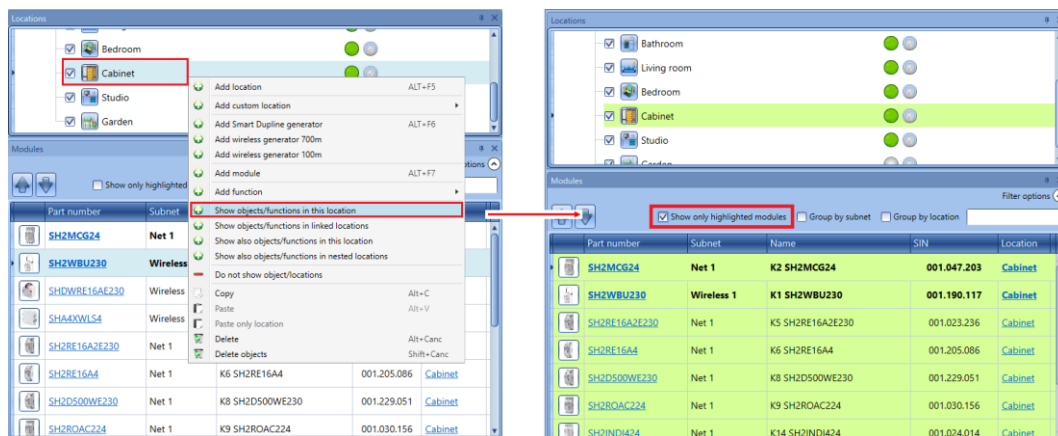 Locations
Bedroom
Cabinet
Studio
Garden
Add location ALT+F5
Add custom location
Add Smart Dupline generator ALT+F6
Add wireless generator 700m
Add wireless generator 100m
Add module ALT+F7
Add function
Show objects/functions in this location
Show objects/functions in linked locations
Show also objects/functions in this location
Show also objects/functions in nested locations
Do not show object/locations
Copy Alt+C
Paste Alt+V
Paste only location
Delete Alt+Canc
Delete objects Shift+Canc
Modules
Show only highlighted
Part number Subnet
SH2MCG24 Net 1
SH2WBU230 Wireless
SHDWRE16AE230 Wireless
SHA4XWLS4 Wireless
SH2RE16A2E230 Net 1
SH2RE16A4 Net 1 K6 SH2RE16A4 001.205.086 Cabinet
SH2D500WE230 Net 1 K8 SH2D500WE230 001.229.051 Cabinet
SH2ROAC224 Net 1 K9 SH2ROAC224 001.030.156 Cabinet
Locations
Bathroom
Living room
Bedroom
Cabinet
Studio
Garden
Modules
Filter options
Show only highlighted modules Group by subnet Group by location
Part number Subnet Name SIN Location
SH2MCG24 Net 1 K2 SH2MCG24 001.047.203 Cabinet
SH2WBU230 Wireless 1 K1 SH2WBU230 001.190.117 Cabinet
SH2RE16A2E230 Net 1 K5 SH2RE16A2E230 001.023.236 Cabinet
SH2RE16A4 Net 1 K6 SH2RE16A4 001.205.086 Cabinet
SH2D500WE230 Net 1 K8 SH2D500WE230 001.229.051 Cabinet
SH2ROAC224 Net 1 K9 SH2ROAC224 001.030.156 Cabinet
SH2INDI424 Net 1 K14 SH2INDI424 001.024.014 Cabinet